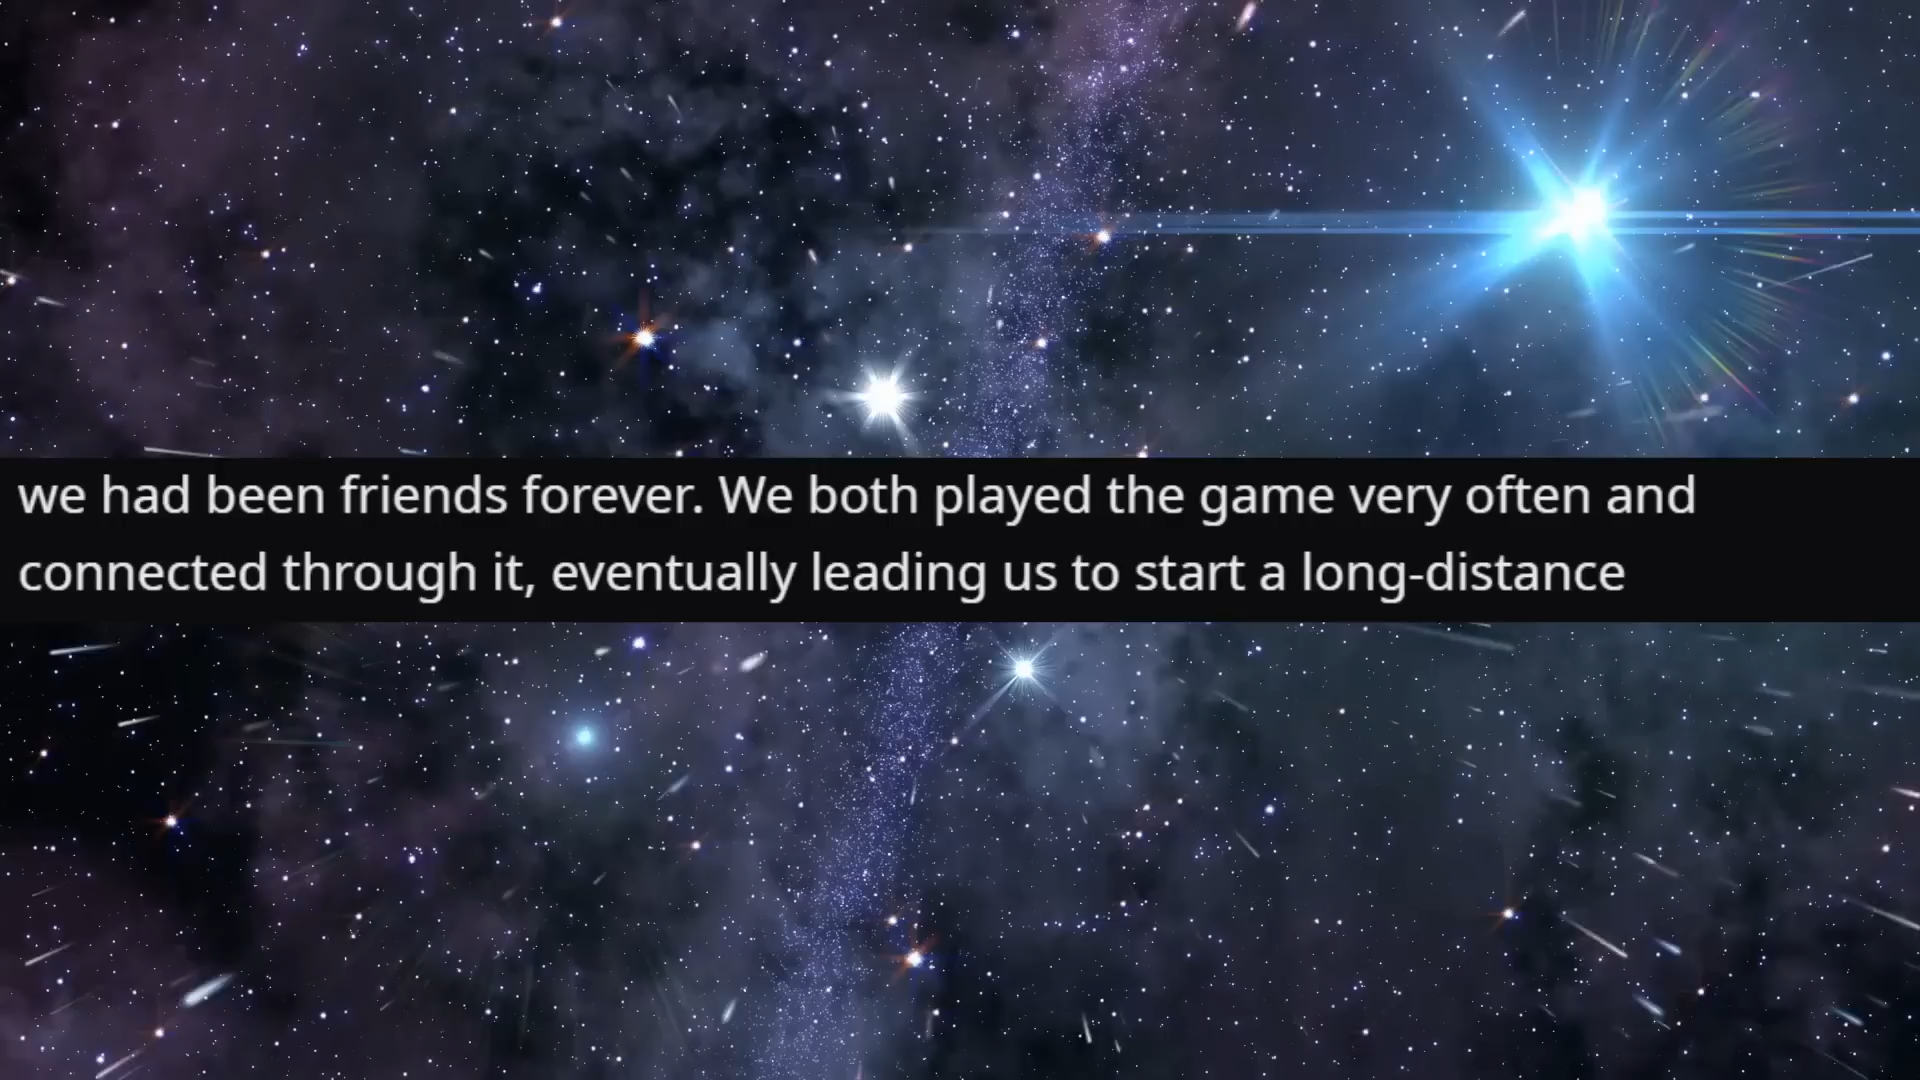 we had been friends forever. We both played the game very often and
connected through it, eventually leading us to start a long-distance